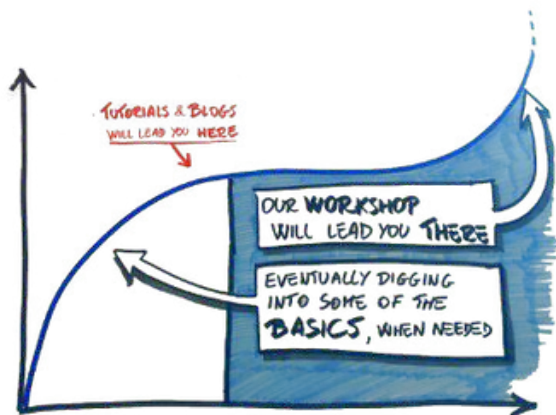 TUTORIALS & BLOGS
WILL LEAD YOU HERE
OUR WORKSHOP
WILL LEAD YOU THERE
EVENTUALLY DIGGING
INTO SOME OF THE
BASICS, WHEN NEEDED